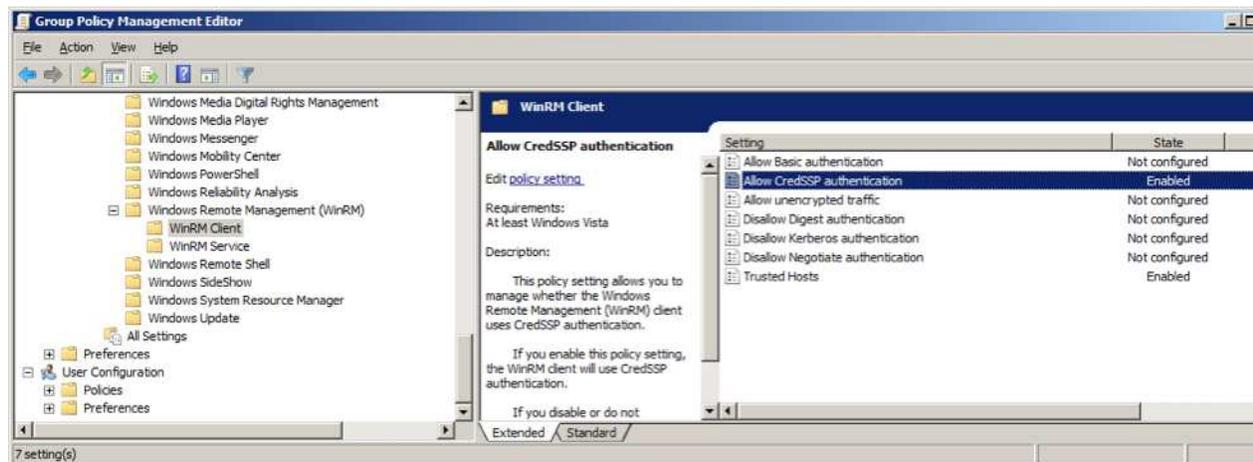 Group Policy Management Editor
File Action View Help
Windows Media Digital Rights Management
Windows Media Player
Windows Messenger
Windows Mobility Center
Windows PowerShell
Windows Reliability Analysis
Windows Remote Management (WinRM)
WinRM Client
WinRM Service
Windows Remote Shell
Windows SideShow
Windows System Resource Manager
Windows Update
All Settings
Preferences
User Configuration
Policies
Preferences
WinRM Client
Allow CredSSP authentication
Edit policy setting
Requirements:
At least Windows Vista
Description:
This policy setting allows you to
manage whether the Windows
Remote Management (WinRM) client
uses CredSSP authentication.
If you enable this policy setting,
the WinRM client will use CredSSP
authentication.
If you disable or do not
Setting State
Allow Basic authentication Not configured
Allow CredSSP authentication Enabled
Allow unencrypted traffic Not configured
Disallow Digest authentication Not configured
Disallow Kerberos authentication Not configured
Disallow Negotiate authentication Not configured
Trusted Hosts Enabled
Extended Standard
7 setting(s)